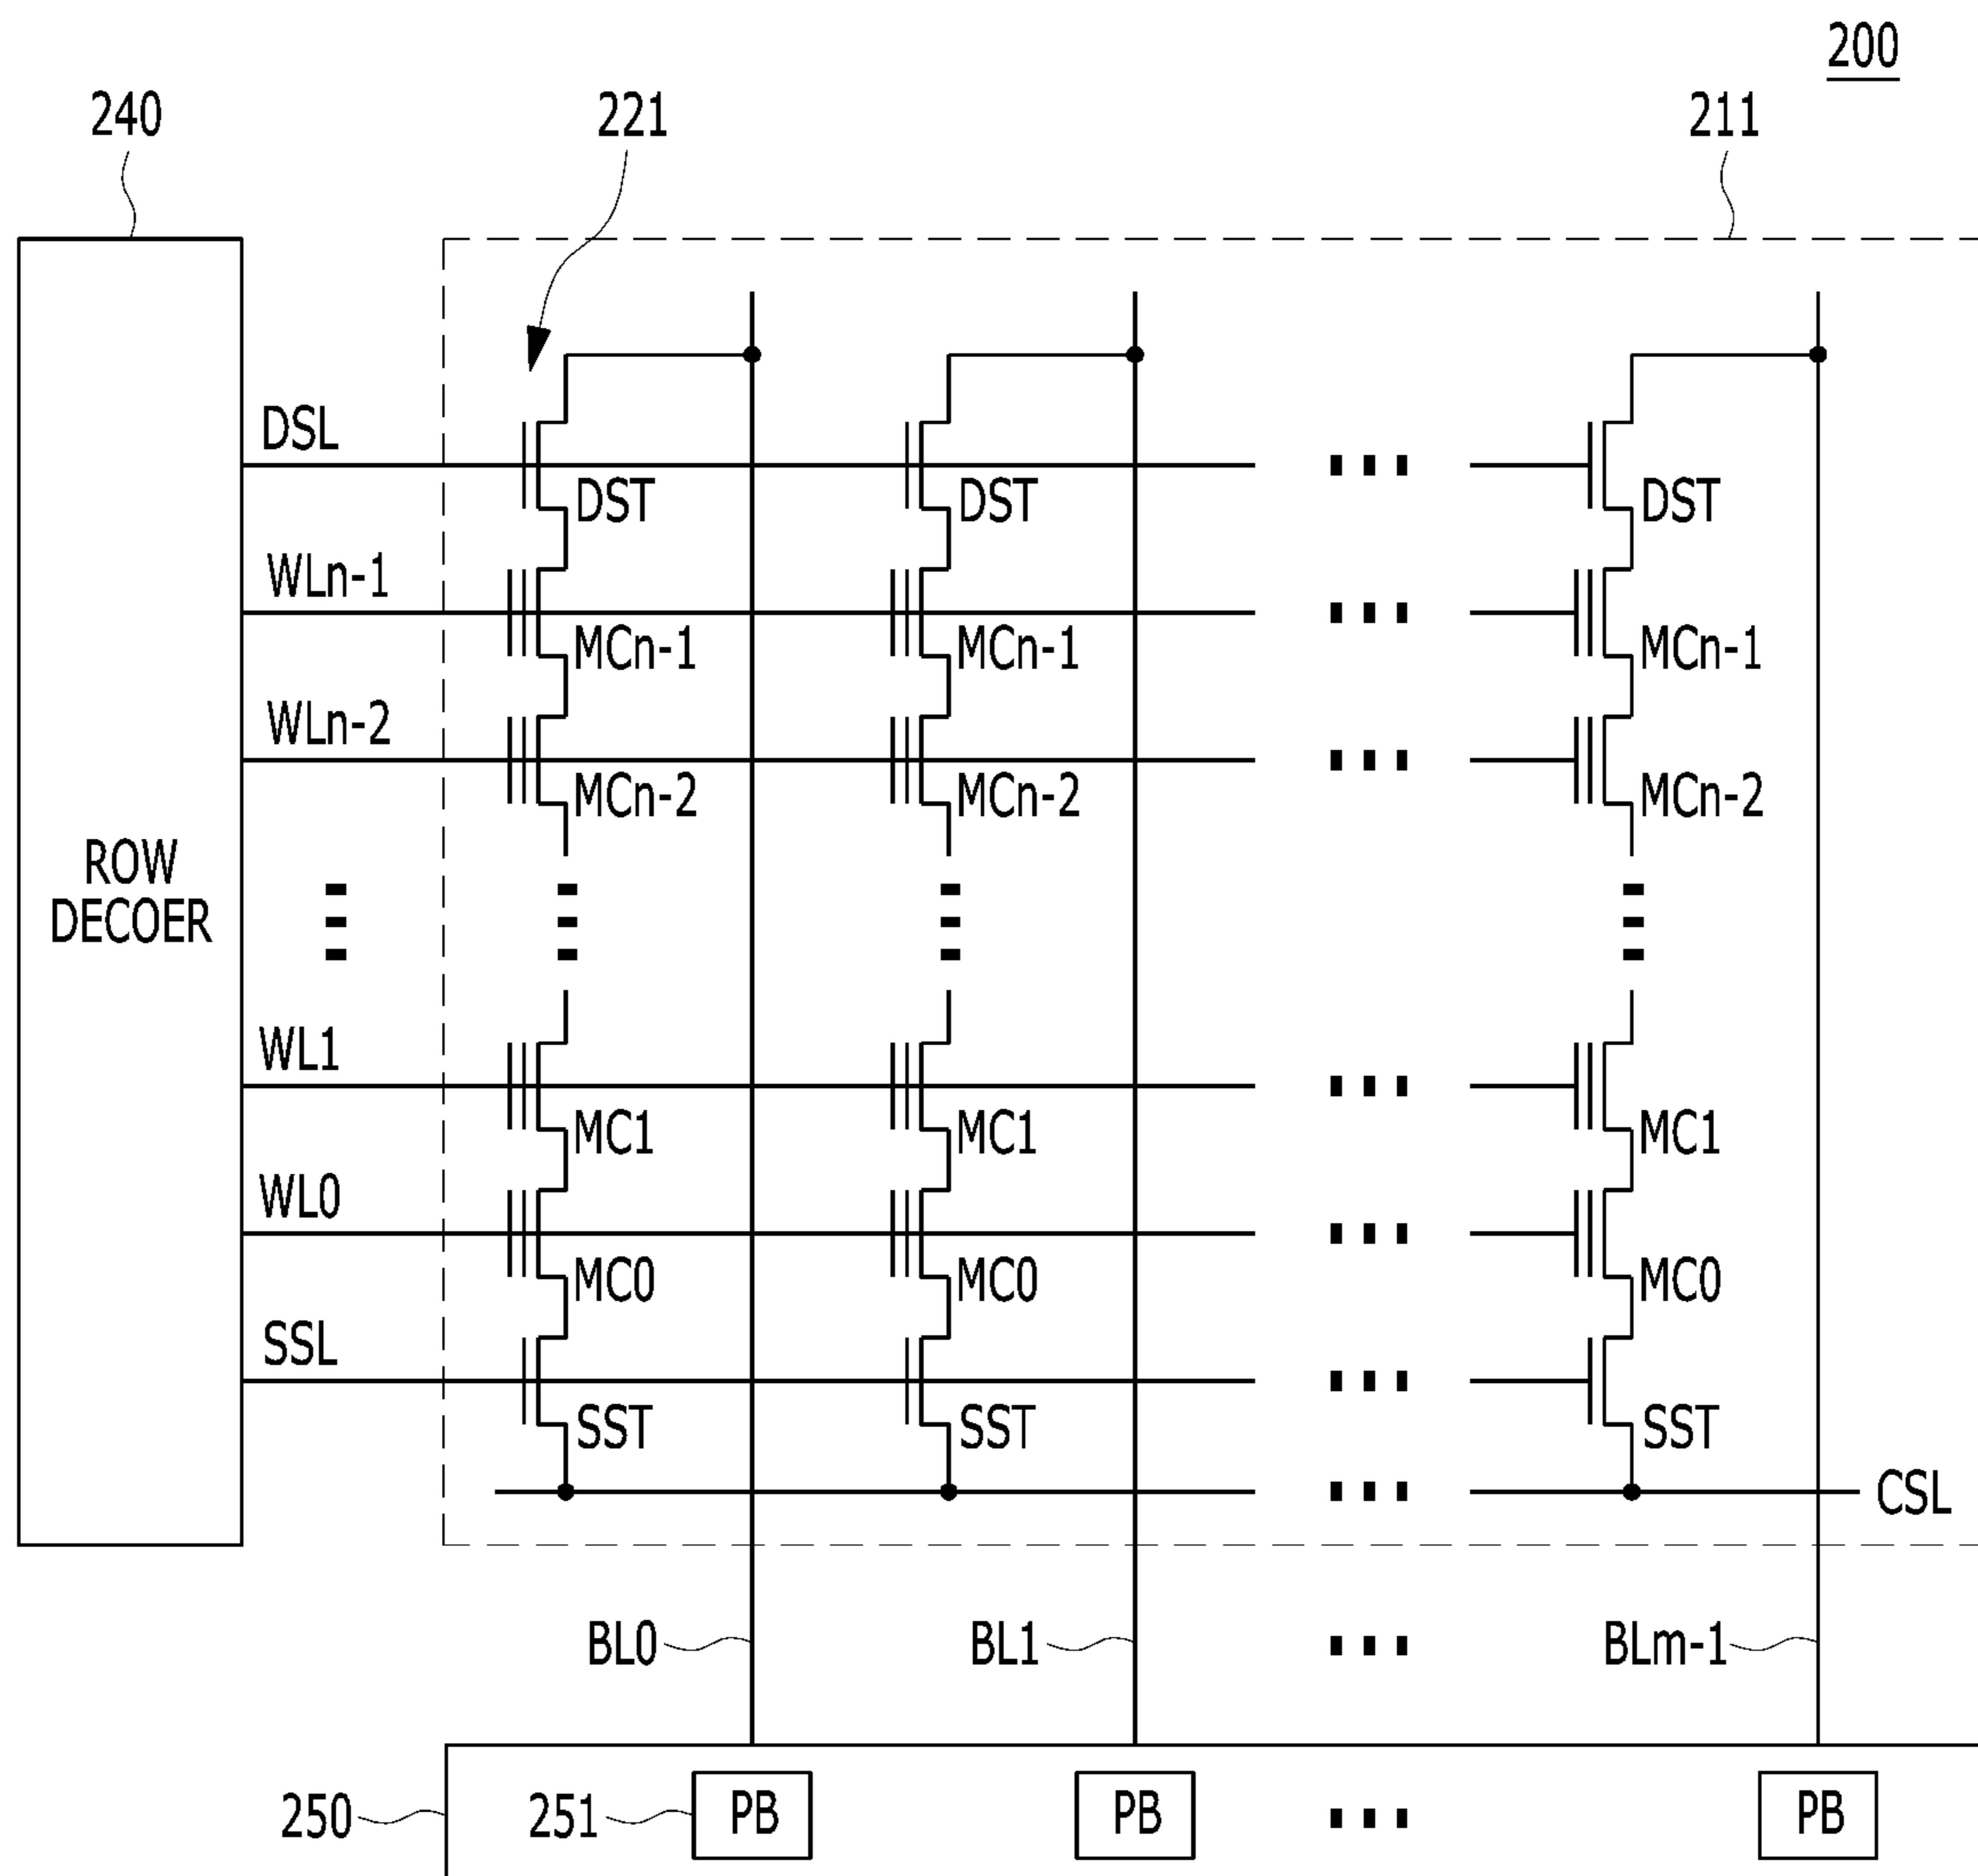 200
240
221
211
DSL
DST DST DST
WLn-1
MCn-1 MCn-1 MCn-1
WLn-2
MCn-2 MCn-2 MCn-2
ROW
DECOER
WL1
MC1 MC1 MC1
WL0
MC0 MC0 MC0
SSL
SST SST SST
CSL
BL0 BL1 BLm-1
250 251 PB PB PB